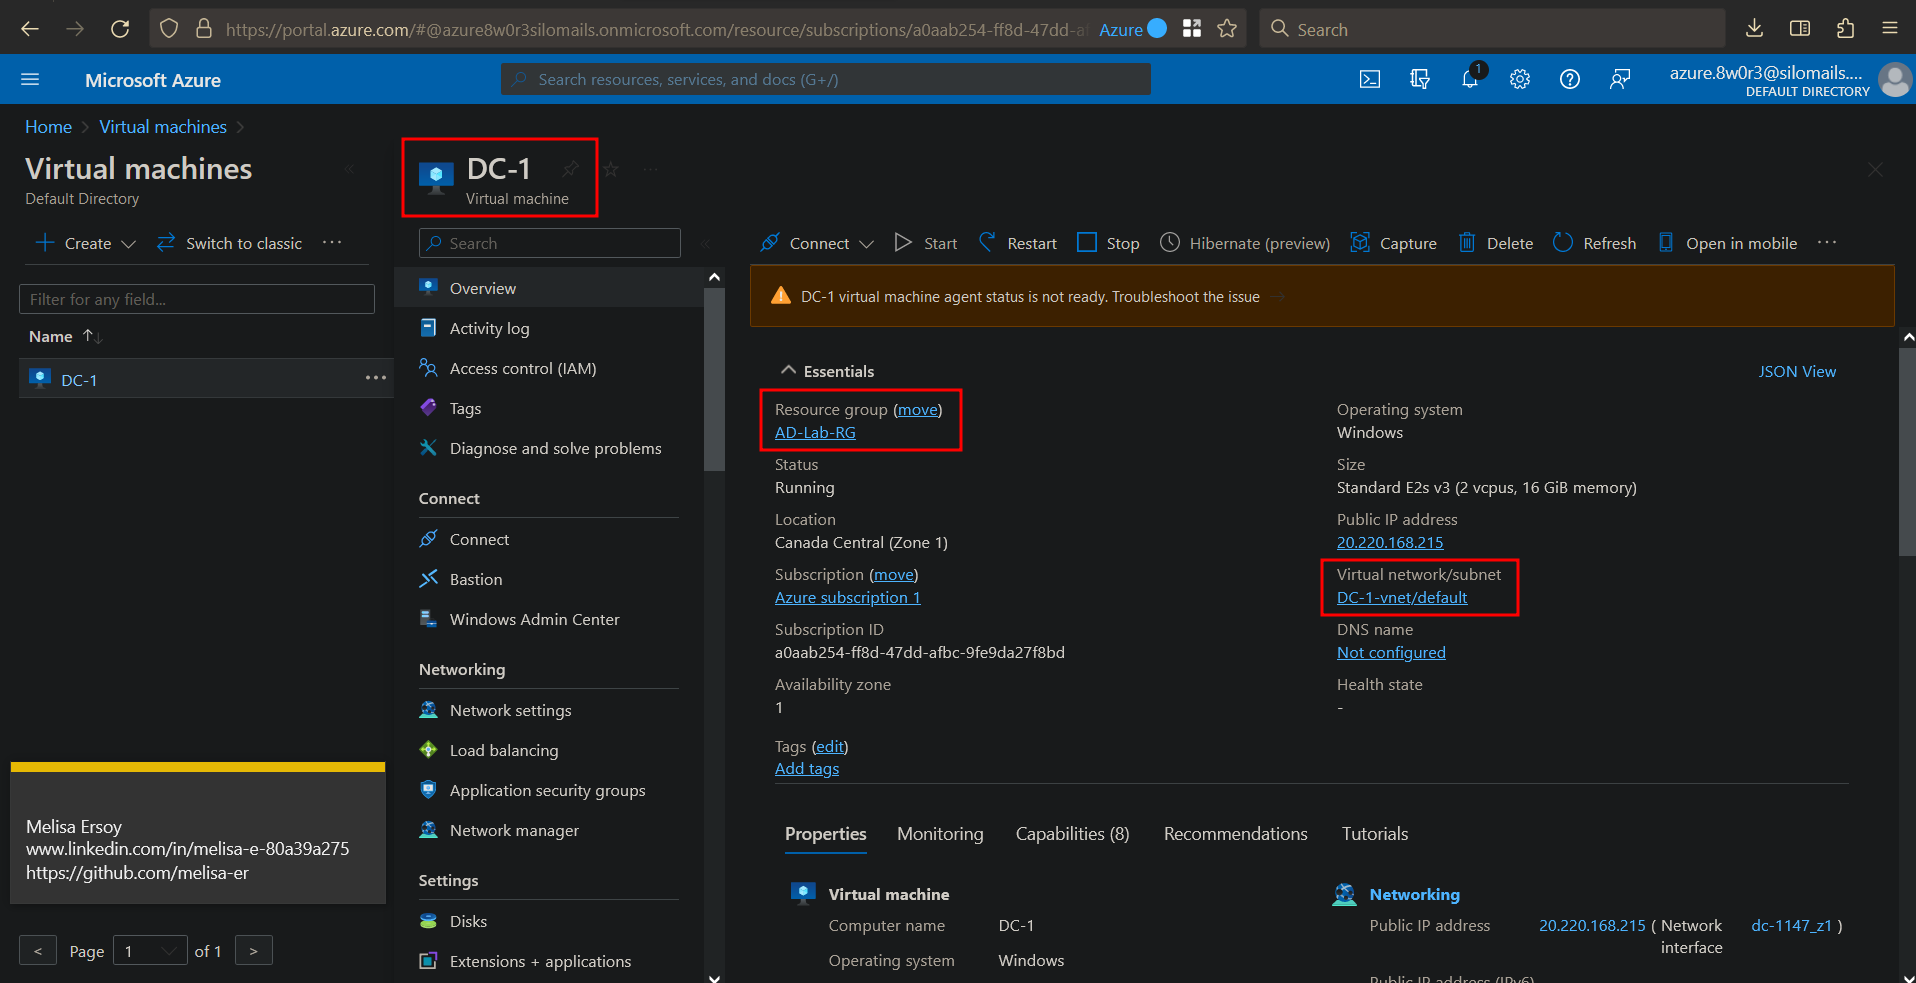 https://portal.azure.com/#@azure8w0r3silomails.onmicrosoft.com/resource/subscriptions/a0aab254-ff8d-47dd-a
Azure
Search
Microsoft Azure
Search resources, services, and docs (G+/)
1
azure.8w0r3@silomails....
DEFAULT DIRECTORY
Home > Virtual machines >
Virtual machines
Default Directory
Create
Switch to classic
Filter for any field...
Name
DC-1
Melisa Ersoy
www.linkedin.com/in/melisa-e-80a39a275
https://github.com/melisa-er
< Page 1 of 1 >
DC-1
Virtual machine
Search
Overview
Activity log
Access control (IAM)
Tags
Diagnose and solve problems
Connect
Connect
Bastion
Windows Admin Center
Networking
Network settings
Load balancing
Application security groups
Network manager
Settings
Disks
Extensions + applications
Connect
Start
Restart
Stop
Hibernate (preview)
Capture
Delete
Refresh
Open in mobile
DC-1 virtual machine agent status is not ready. Troubleshoot the issue →
Essentials
JSON View
Resource group (move)
AD-Lab-RG
Status
Running
Location
Canada Central (Zone 1)
Subscription (move)
Azure subscription 1
Subscription ID
a0aab254-ff8d-47dd-afbc-9fe9da27f8bd
Availability zone
1
Operating system
Windows
Size
Standard E2s v3 (2 vcpus, 16 GiB memory)
Public IP address
20.220.168.215
Virtual network/subnet
DC-1-vnet/default
DNS name
Not configured
Health state
-
Tags (edit)
Add tags
Properties
Monitoring
Capabilities (8)
Recommendations
Tutorials
Virtual machine
Computer name DC-1
Operating system Windows
Networking
Public IP address 20.220.168.215 ( Network interface dc-1147_z1 )
Public IP address (IPv6)